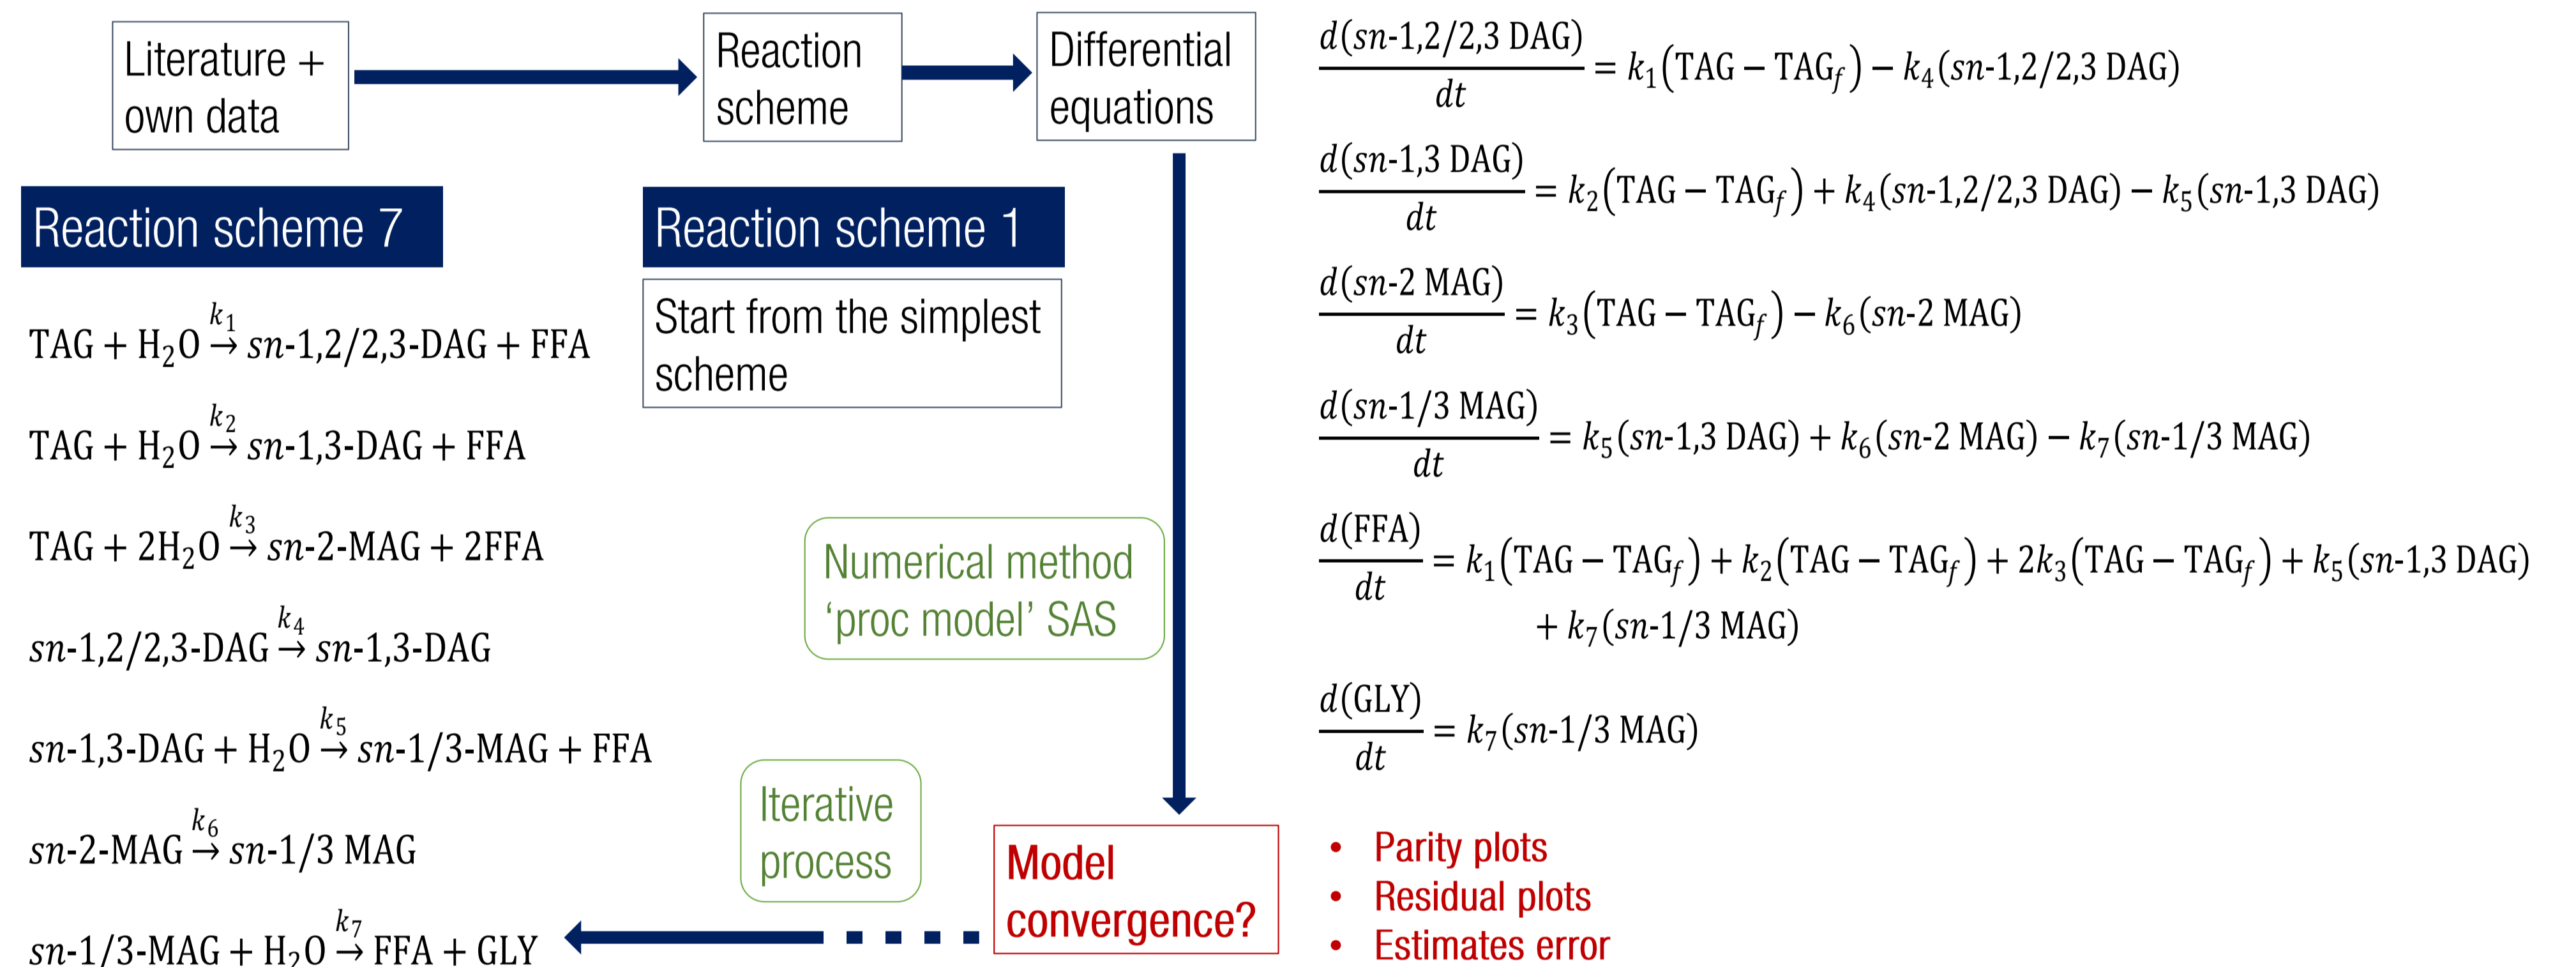 Literature +
own data
Reaction
scheme
Differential
equations
Reaction scheme 7
TAG + H₂O →(k₁) sn-1,2/2,3-DAG + FFA
TAG + H₂O →(k₂) sn-1,3-DAG + FFA
TAG + 2H₂O →(k₃) sn-2-MAG + 2FFA
sn-1,2/2,3-DAG →(k₄) sn-1,3-DAG
sn-1,3-DAG + H₂O →(k₅) sn-1/3-MAG + FFA
sn-2-MAG →(k₆) sn-1/3 MAG
sn-1/3-MAG + H₂O →(k₇) FFA + GLY
Reaction scheme 1
Start from the simplest
scheme
Numerical method
‘proc model’ SAS
Iterative
process
Model
convergence?
d(sn-1,2/2,3 DAG)/dt = k₁(TAG − TAG_f) − k₄(sn-1,2/2,3 DAG)
d(sn-1,3 DAG)/dt = k₂(TAG − TAG_f) + k₄(sn-1,2/2,3 DAG) − k₅(sn-1,3 DAG)
d(sn-2 MAG)/dt = k₃(TAG − TAG_f) − k₆(sn-2 MAG)
d(sn-1/3 MAG)/dt = k₅(sn-1,3 DAG) + k₆(sn-2 MAG) − k₇(sn-1/3 MAG)
d(FFA)/dt = k₁(TAG − TAG_f) + k₂(TAG − TAG_f) + 2k₃(TAG − TAG_f) + k₅(sn-1,3 DAG)
+ k₇(sn-1/3 MAG)
d(GLY)/dt = k₇(sn-1/3 MAG)
• Parity plots
• Residual plots
• Estimates error